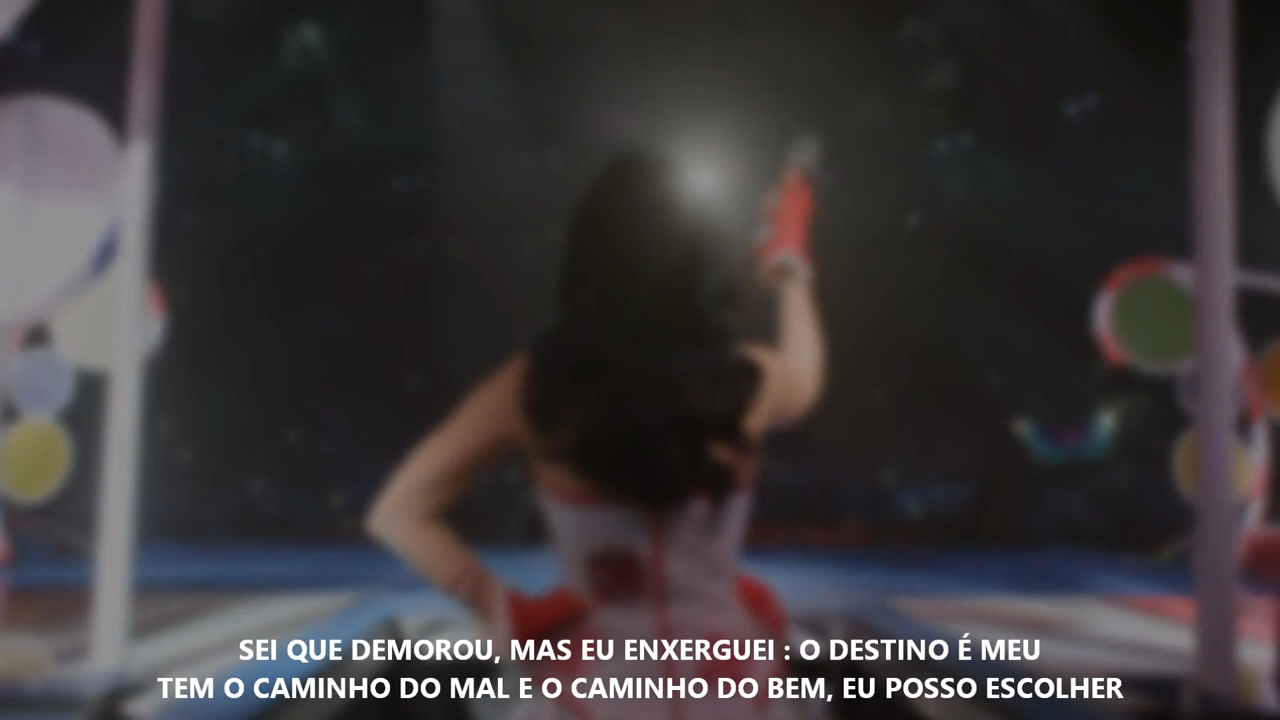 SEI QUE DEMOROU, MAS EU ENXERGUEI : O DESTINO É MEU
TEM O CAMINHO DO MAL E O CAMINHO DO BEM, EU POSSO ESCOLHER